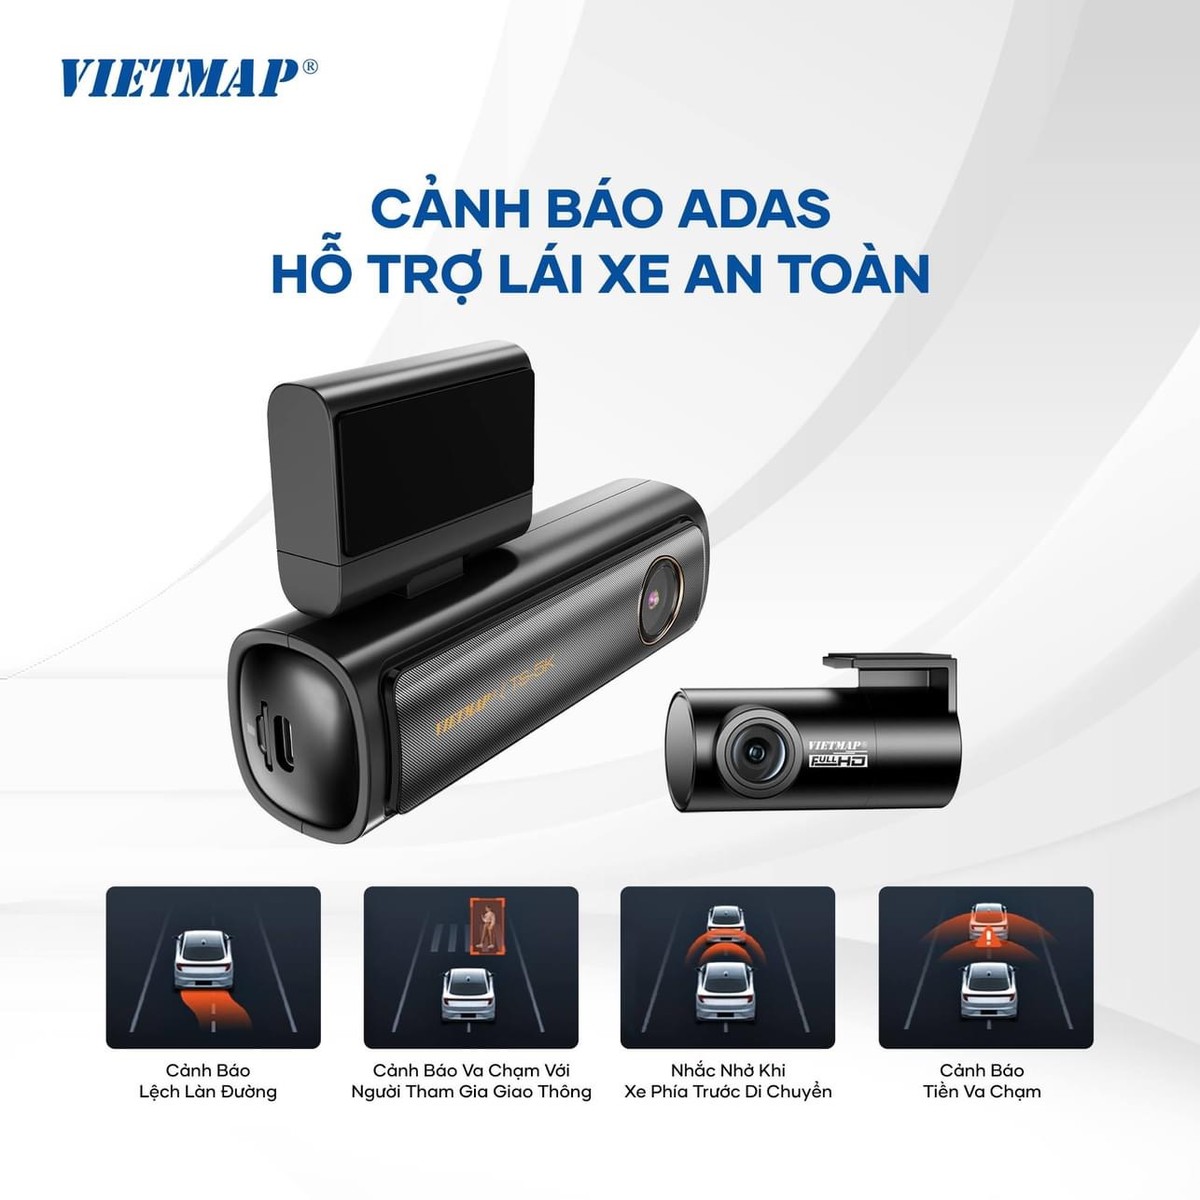 VIETMAP®
CẢNH BÁO ADAS
HỖ TRỢ LÁI XE AN TOÀN
VIETMAP TS-5K
VIETMAP®
FULL HD
Cảnh Báo
Lệch Làn Đường
Cảnh Báo Va Chạm Với
Người Tham Gia Giao Thông
Nhắc Nhở Khi
Xe Phía Trước Di Chuyển
Cảnh Báo
Tiền Va Chạm